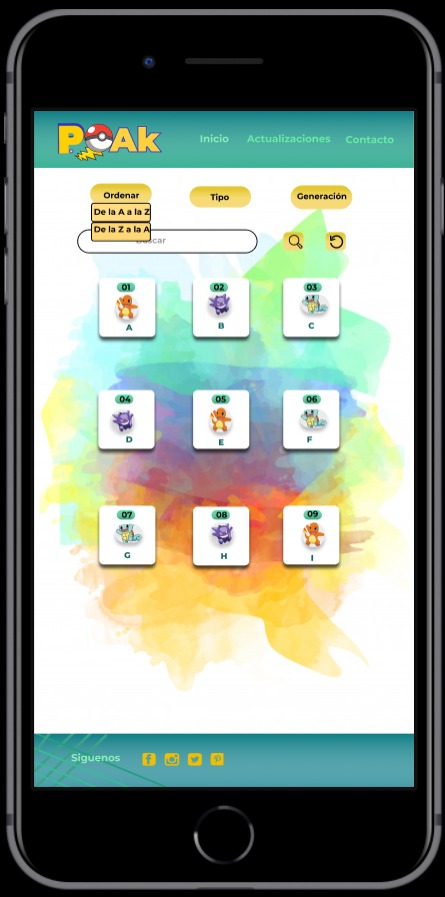 POAk
Inicio Actualizaciones Contacto
Ordenar Tipo Generación
De la A a la Z
De la Z a la A
Buscar
01 02 03
A B C
04 05 06
D E F
07 08 09
G H I
Siguenos